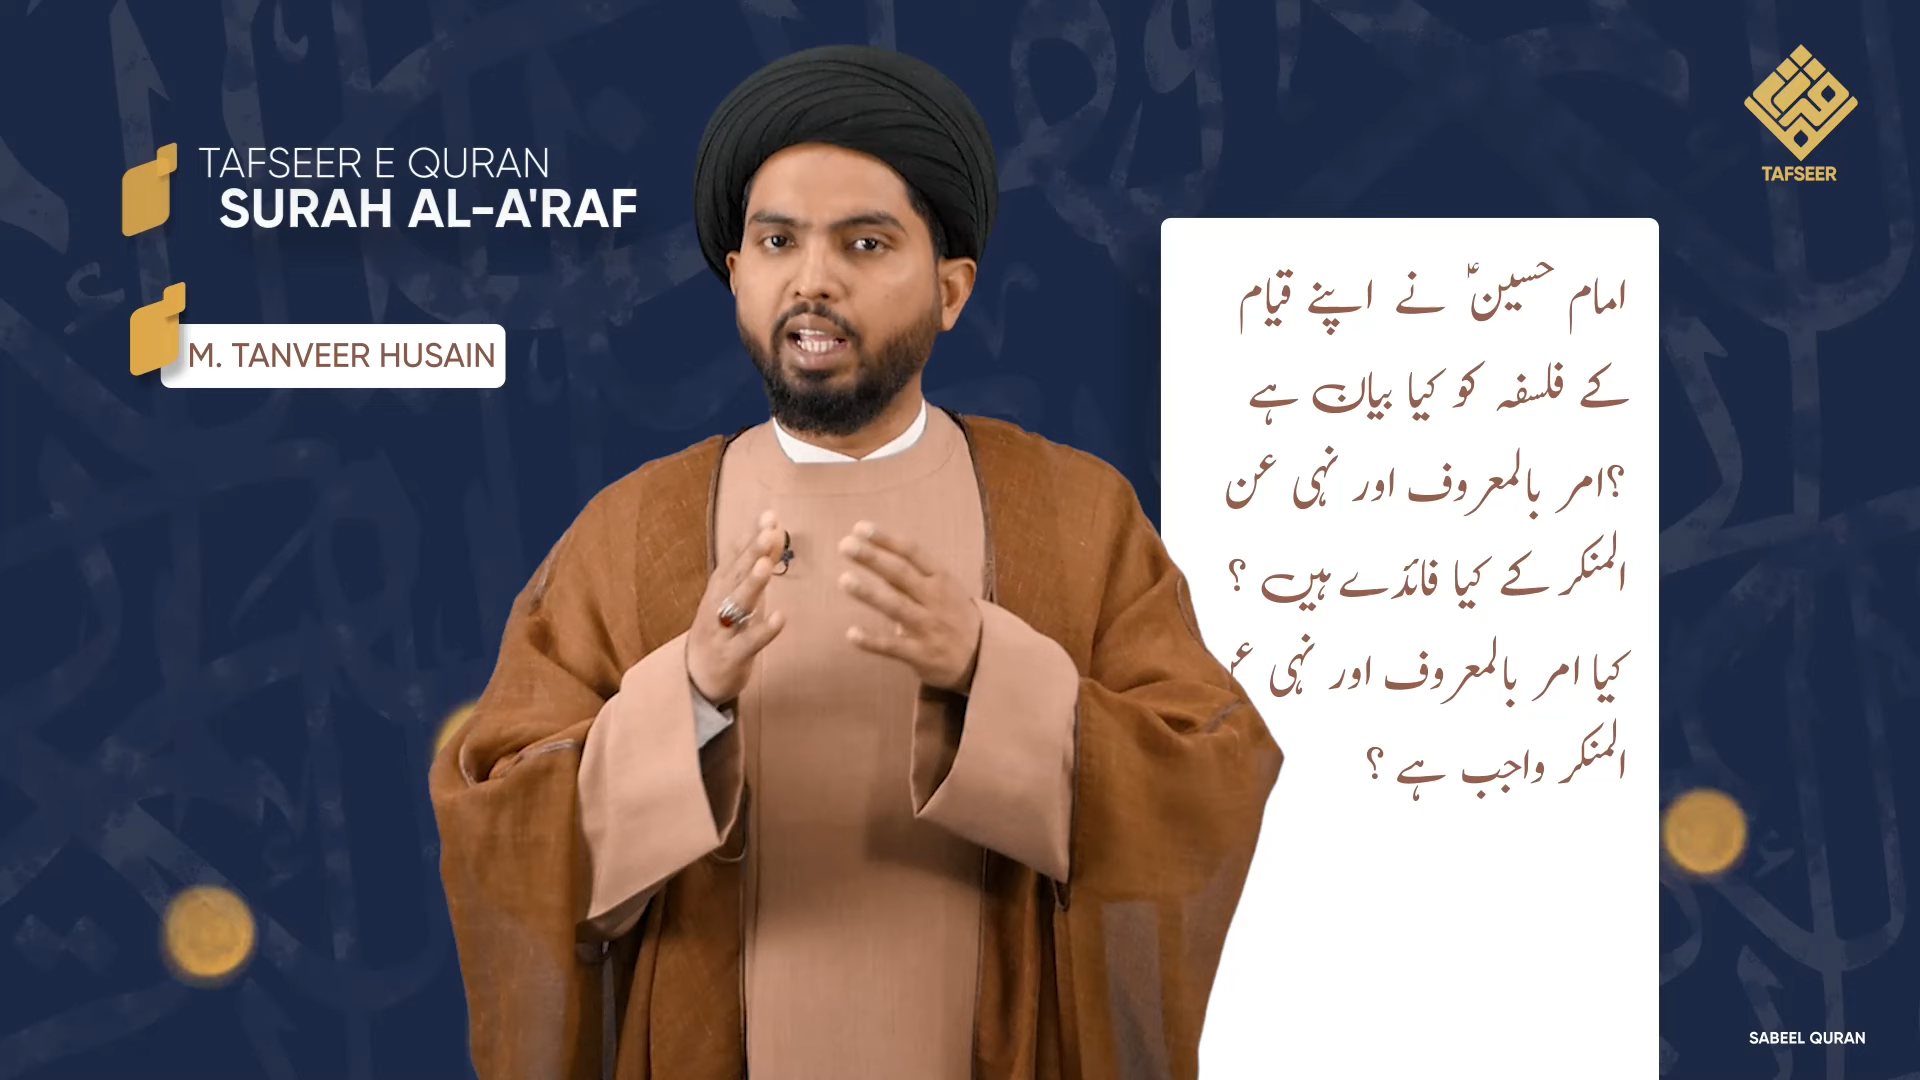 TAFSEER E QURAN
SURAH AL-A'RAF
M. TANVEER HUSAIN
TAFSEER
امام حسینؑ نے اپنے قیام
کے فلسفہ کو کیا بیان ہے
؟امر بالمعروف اور نہی عن
المنکر کے کیا فائدے ہیں ؟
کیا امر بالمعروف اور نہی
المنکر واجب ہے ؟
SABEEL QURAN